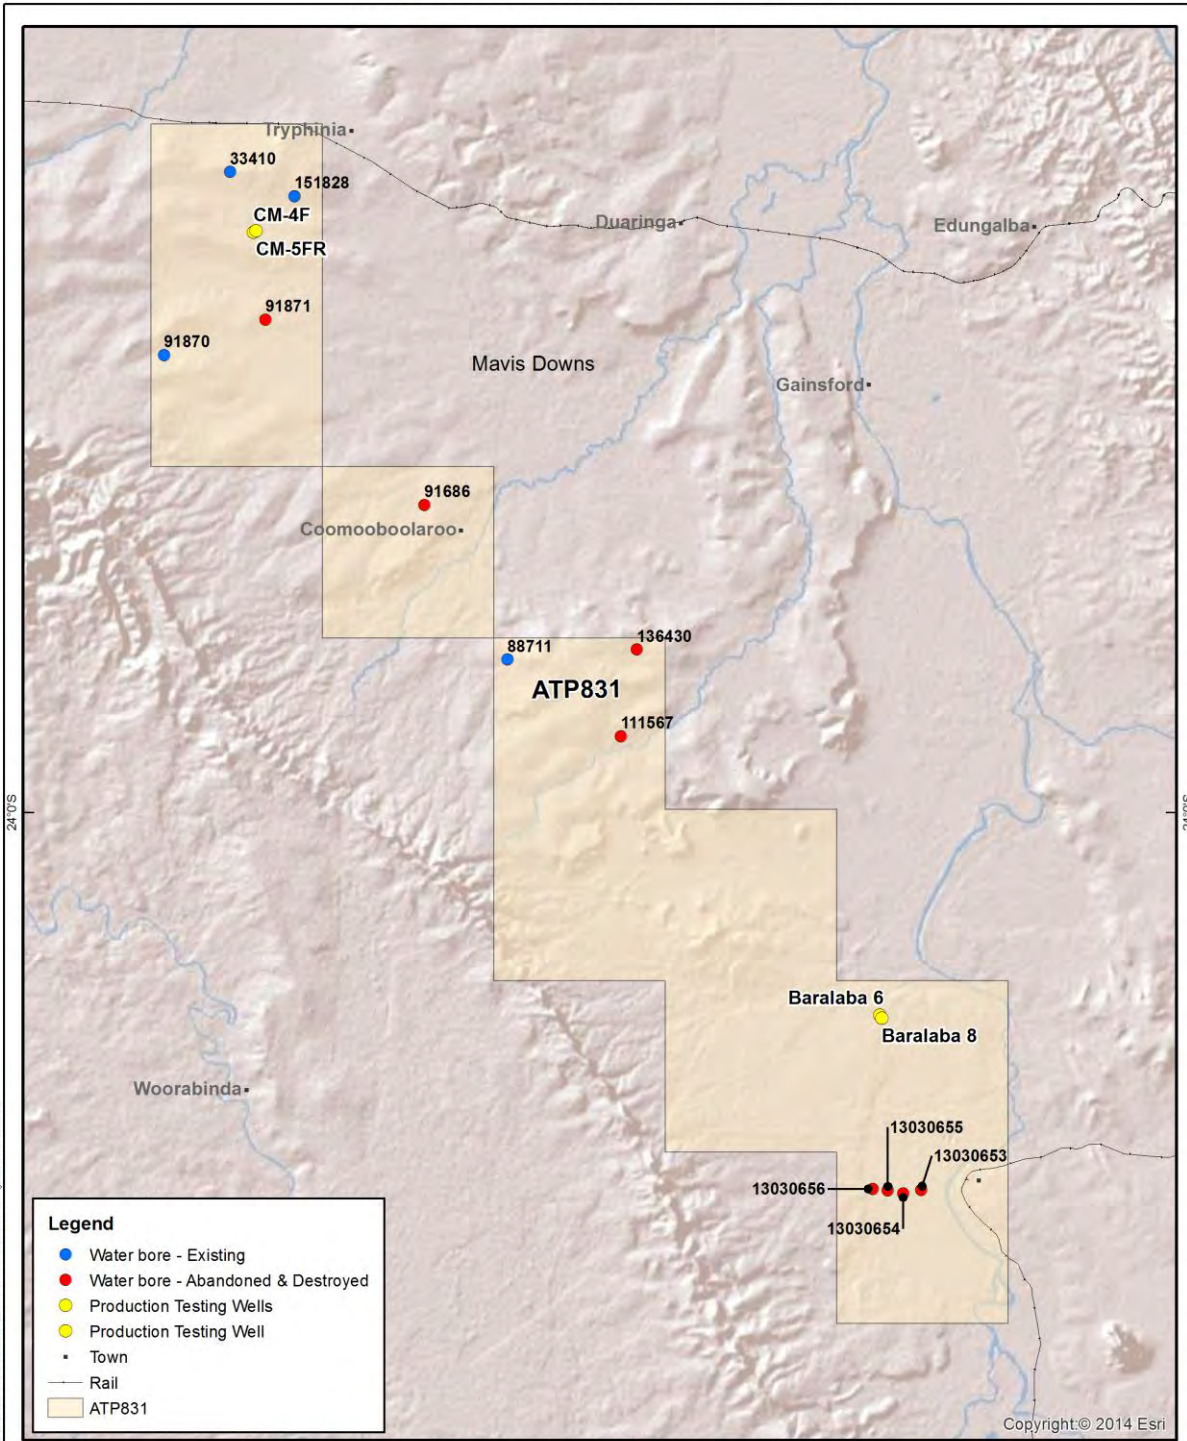 Tryphinia
33410
151828
CM-4F
CM-5FR
Duaringa
Edungalba
91871
91870
Mavis Downs
Gainsford
91686
Coomooboolaroo
136430
88711
ATP831
111567
24°0'S
24°0'S
Baralaba 6
Baralaba 8
Woorabinda
13030655
13030653
13030656
13030654
Legend
Water bore - Existing
Water bore - Abandoned & Destroyed
Production Testing Wells
Production Testing Well
Town
Rail
ATP831
Copyright:© 2014 Esri